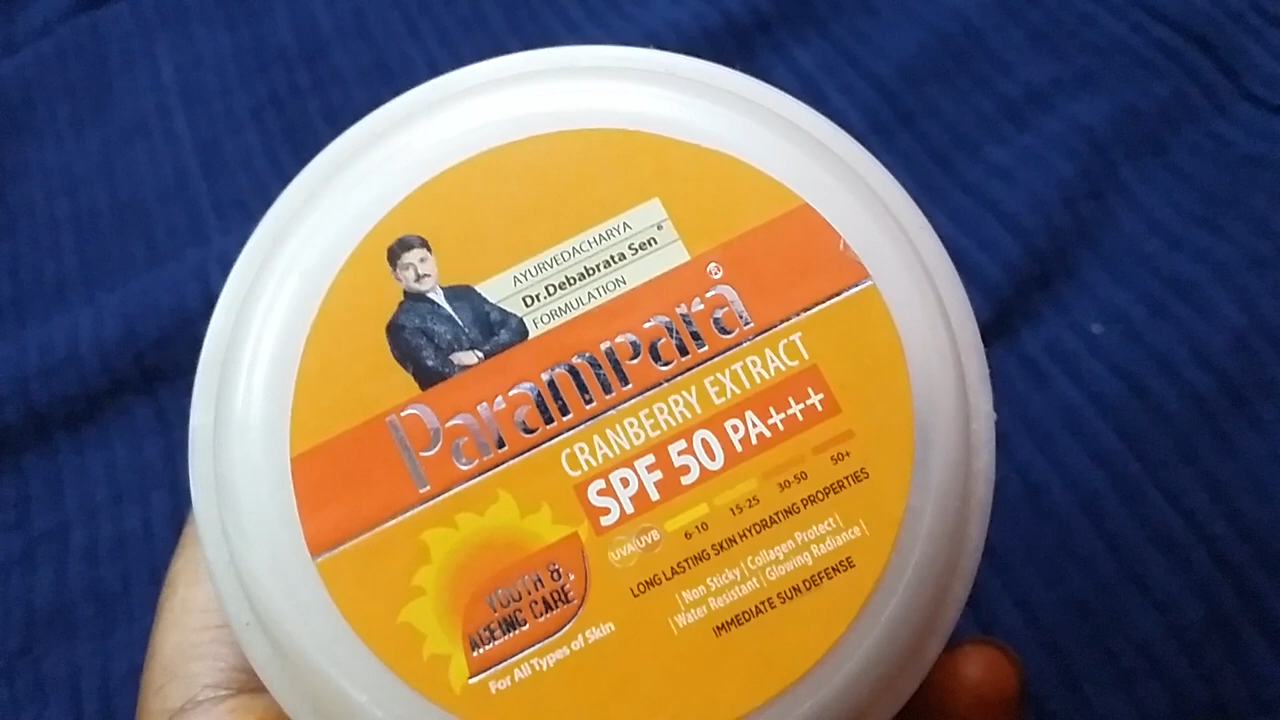 AYURVEDACHARYA
Dr.Debabrata Sen®
FORMULATION
Parampara®
CRANBERRY EXTRACT
SPF 50 PA+++
UVA UVB 6-10 15-25 30-50 50+
LONG LASTING SKIN HYDRATING PROPERTIES
| Non Sticky | Collagen Protect |
| Water Resistant | Glowing Radiance |
IMMEDIATE SUN DEFENSE
YOUTH &
AGEING CARE
For All Types of Skin